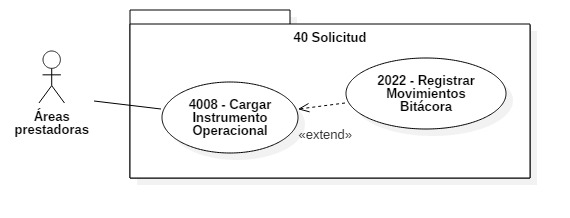 40 Solicitud
2022 - Registrar
Movimientos
Bitácora
4008 - Cargar
Instrumento
Operacional
Áreas
prestadoras
«extend»